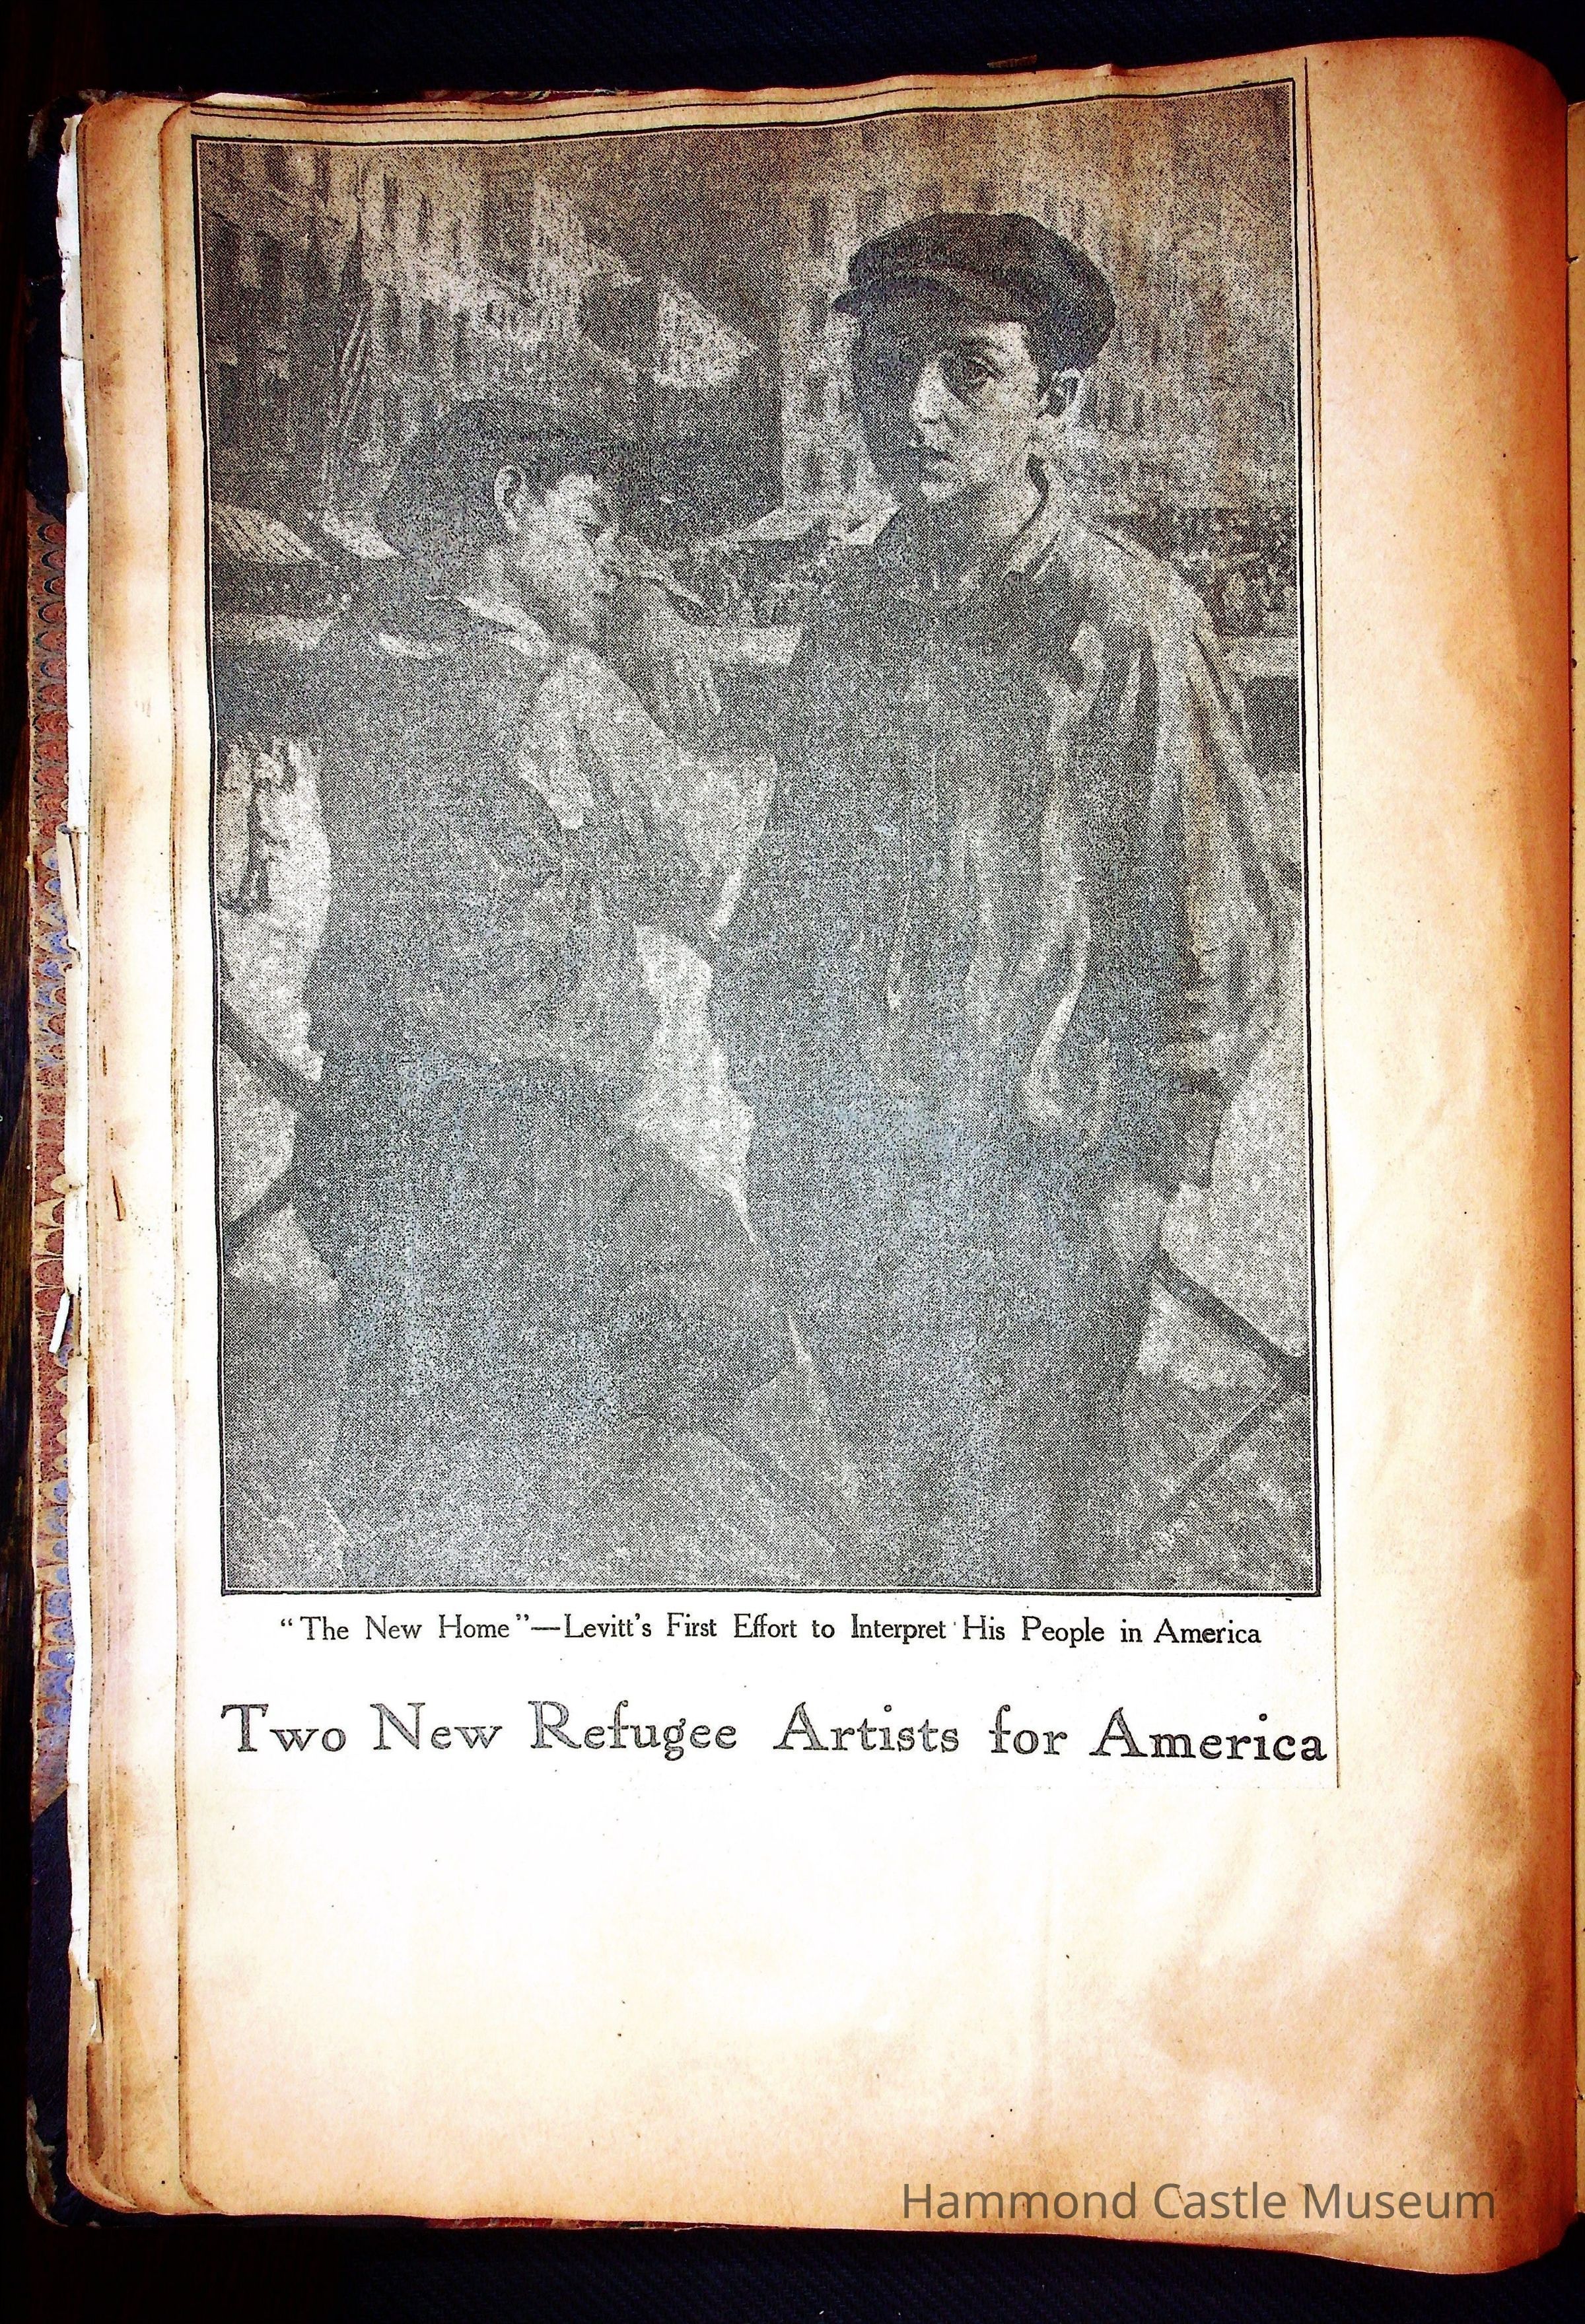 “The New Home”—Levitt's First Effort to Interpret His People in America
Two New Refugee Artists for America
Hammond Castle Museum